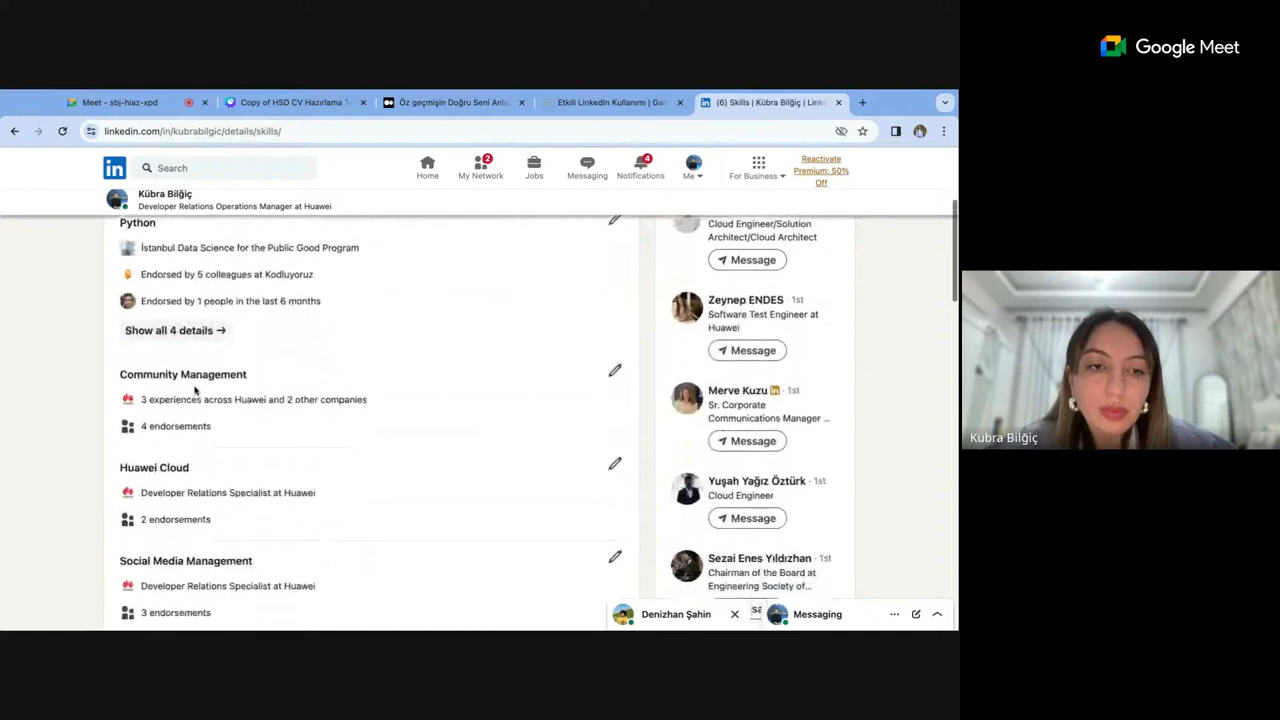 Google Meet
Meet - sbj-hiaz-xpd
Copy of HSD CV Hazırlama T
Öz geçmişin Doğru Seni Anla
Etkili LinkedIn Kullanımı | Gan
(6) Skills | Kübra Bilğiç | Linke
linkedin.com/in/kubrabilgic/details/skills/
Search
Home
2
My Network
Jobs
Messaging
4
Notifications
Me
For Business
Reactivate
Premium: 50%
Off
Kübra Bilğiç
Developer Relations Operations Manager at Huawei
Python
İstanbul Data Science for the Public Good Program
Endorsed by 5 colleagues at Kodluyoruz
Endorsed by 1 people in the last 6 months
Show all 4 details →
Community Management
3 experiences across Huawei and 2 other companies
4 endorsements
Huawei Cloud
Developer Relations Specialist at Huawei
2 endorsements
Social Media Management
Developer Relations Specialist at Huawei
3 endorsements
Cloud Engineer/Solution
Architect/Cloud Architect
Message
Zeynep ENDES · 1st
Software Test Engineer at
Huawei
Message
Merve Kuzu in · 1st
Sr. Corporate
Communications Manager ...
Message
Yuşah Yağız Öztürk · 1st
Cloud Engineer
Message
Sezai Enes Yıldızhan · 1st
Chairman of the Board at
Engineering Society of...
Denizhan Şahin
Messaging
Kübra Bilğiç